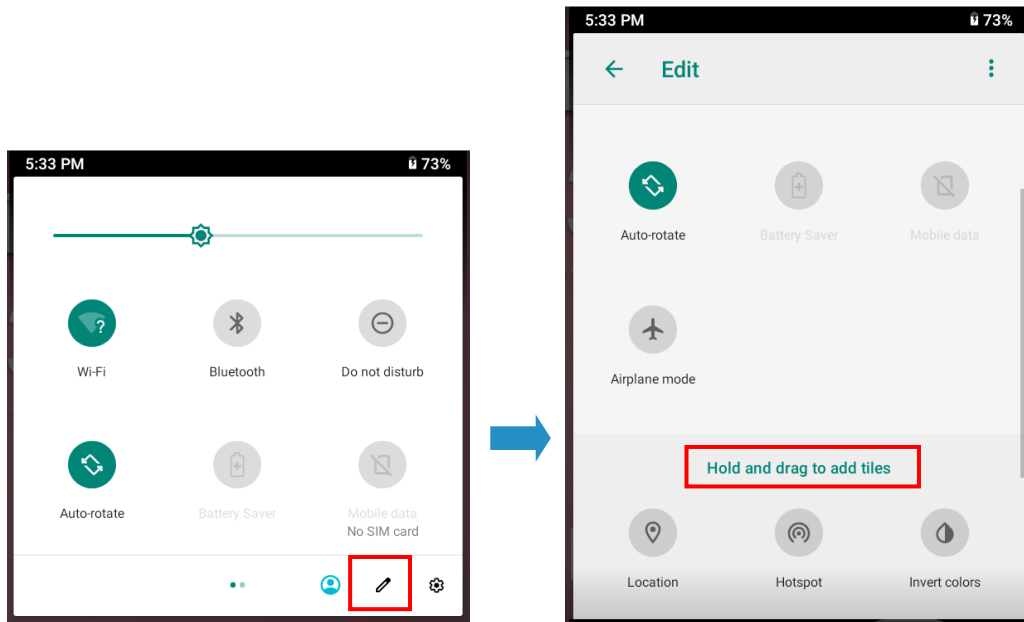 5:33 PM
73%
Wi-Fi
Bluetooth
Do not disturb
Auto-rotate
Battery Saver
Mobile data
No SIM card
5:33 PM
73%
Edit
Auto-rotate
Battery Saver
Mobile data
Airplane mode
Hold and drag to add tiles
Location
Hotspot
Invert colors